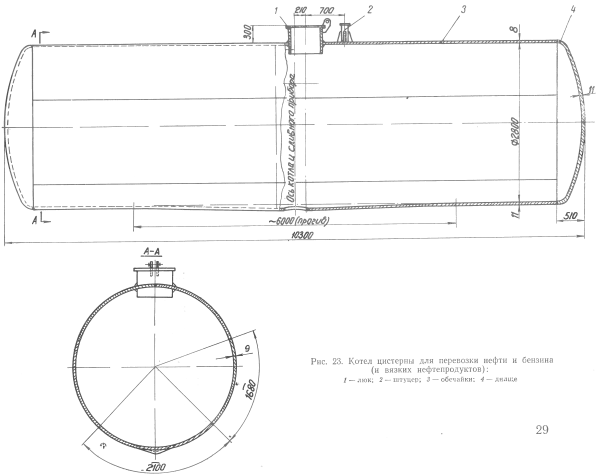 1
210
700
2
3
8
4
А
300
11
Ось котла и сливного прибора
Ф2800
А
~6000 (прогиб)
11
510
10300
А-А
9
1680
2
2100
Рис. 23. Котел цистерны для перевозки нефти и бензина
(и вязких нефтепродуктов):
1 — люк; 2 — штуцер; 3 — обечайки; 4 — днище
29